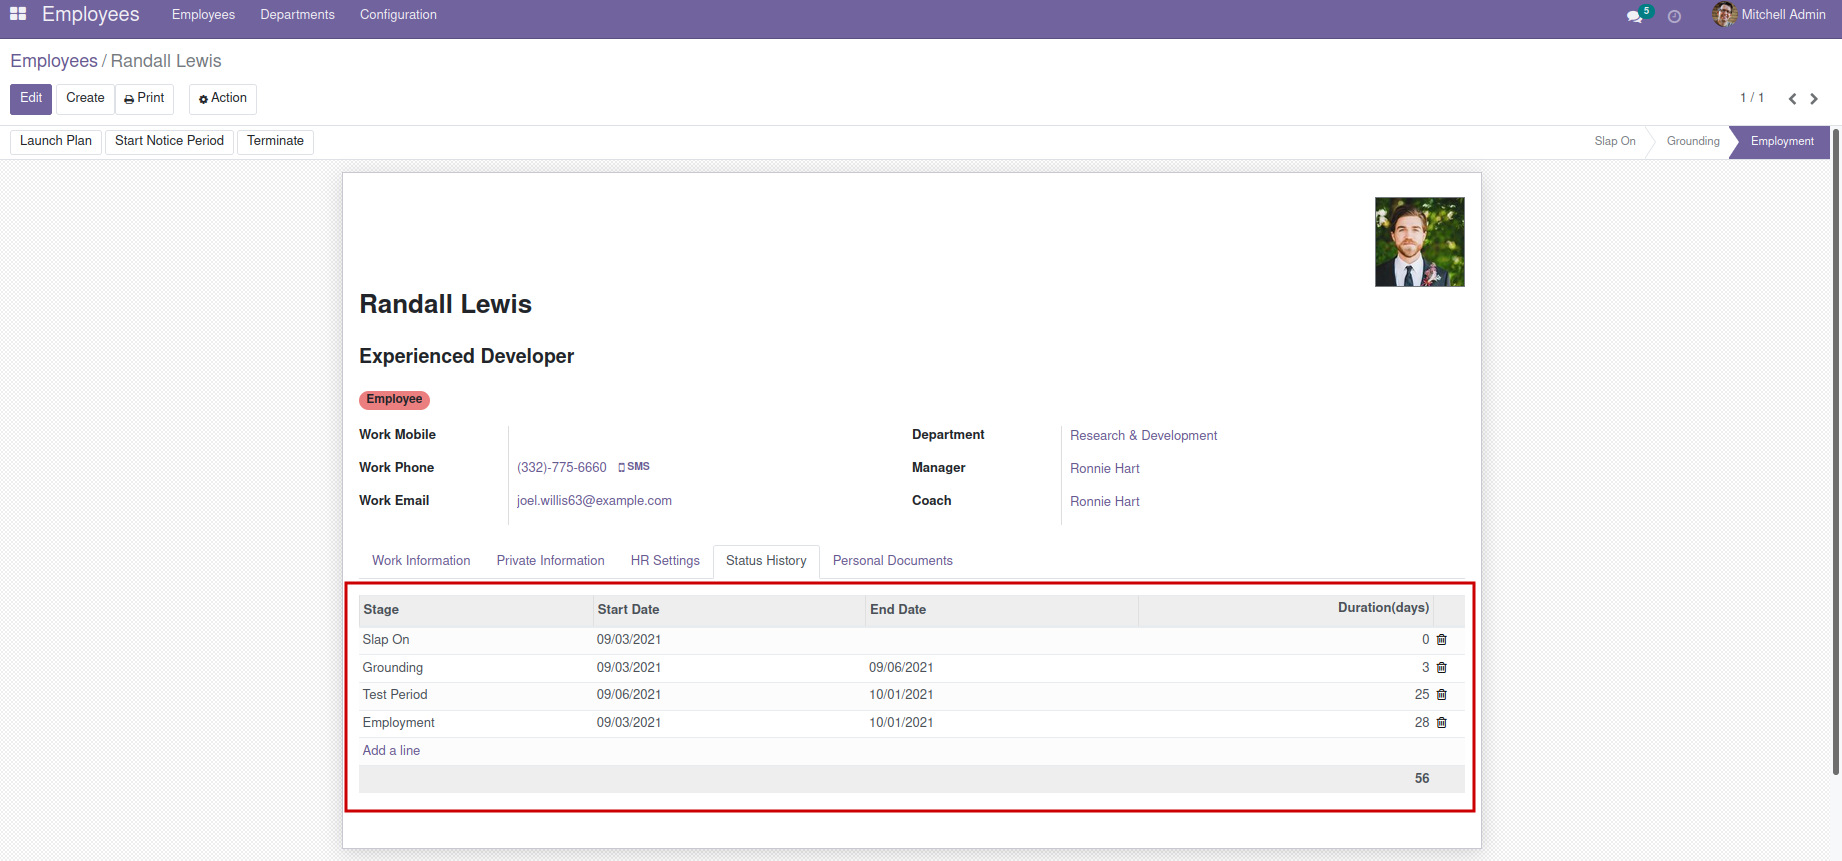 Employees Employees Departments Configuration 5 Mitchell Admin
Employees / Randall Lewis
Edit Create Print Action 1 / 1
Launch Plan Start Notice Period Terminate Slap On Grounding Employment
Randall Lewis
Experienced Developer
Employee
Work Mobile Department Research & Development
Work Phone (332)-775-6660 SMS Manager Ronnie Hart
Work Email joel.willis63@example.com Coach Ronnie Hart
Work Information Private Information HR Settings Status History Personal Documents
Stage Start Date End Date Duration(days)
Slap On 09/03/2021 0
Grounding 09/03/2021 09/06/2021 3
Test Period 09/06/2021 10/01/2021 25
Employment 09/03/2021 10/01/2021 28
Add a line
56